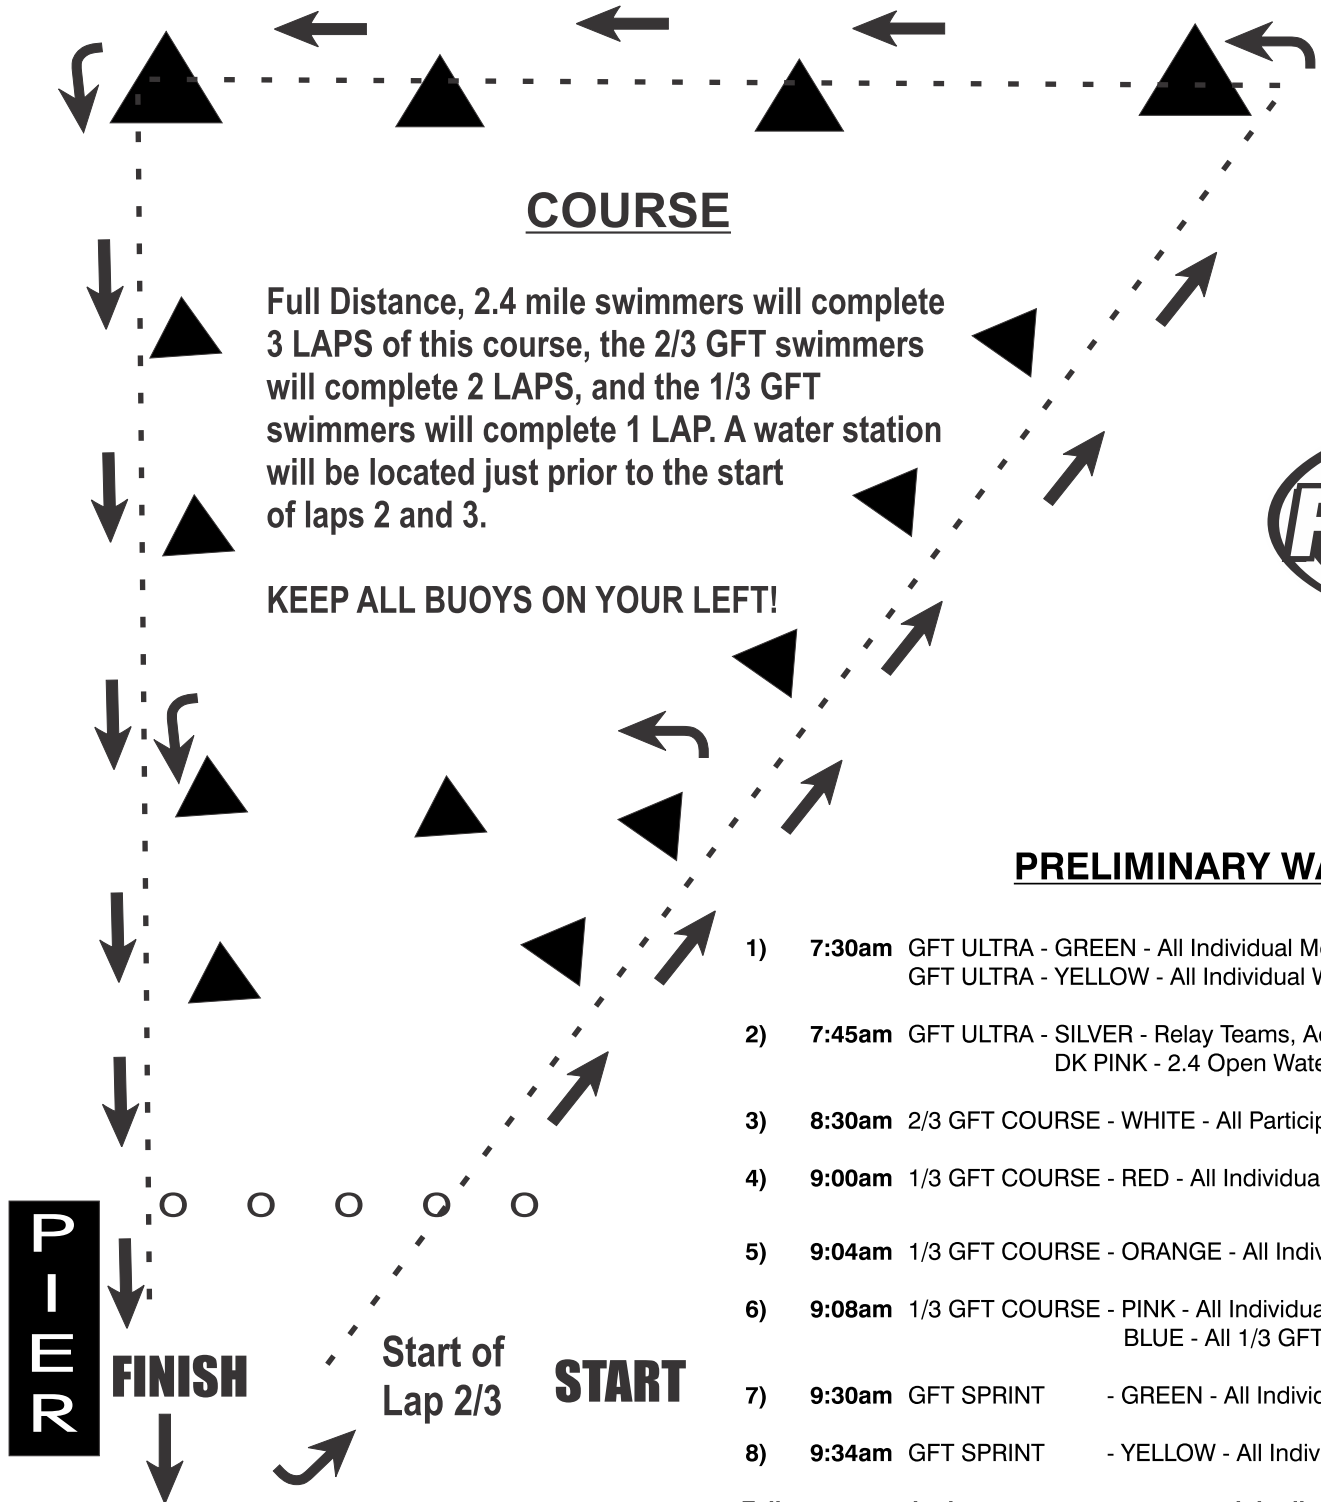 COURSE
Full Distance, 2.4 mile swimmers will complete
3 LAPS of this course, the 2/3 GFT swimmers
will complete 2 LAPS, and the 1/3 GFT
swimmers will complete 1 LAP. A water station
will be located just prior to the start
of laps 2 and 3.
KEEP ALL BUOYS ON YOUR LEFT!
PRELIMINARY
1) 7:30am GFT ULTRA - GREEN - All Individual
GFT ULTRA - YELLOW - All Individual
2) 7:45am GFT ULTRA - SILVER - Relay Teams,
DK PINK - 2.4 Open
3) 8:30am 2/3 GFT COURSE - WHITE - All
4) 9:00am 1/3 GFT COURSE - RED - All
5) 9:04am 1/3 GFT COURSE - ORANGE - All
6) 9:08am 1/3 GFT COURSE - PINK - All
BLUE - All 1/3 GFT
7) 9:30am GFT SPRINT - GREEN - All
8) 9:34am GFT SPRINT - YELLOW - All
O O O O O
PIER
FINISH
Start of
Lap 2/3
START